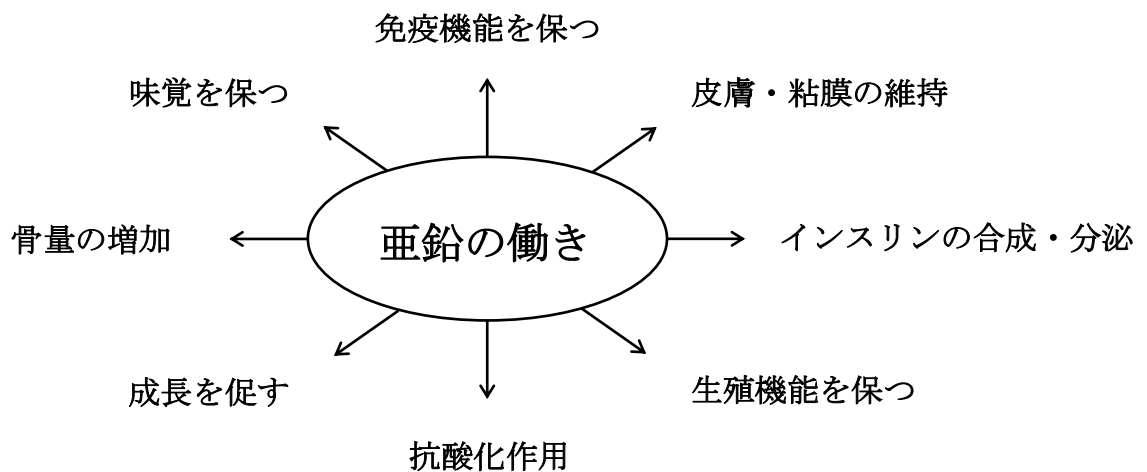 免疫機能を保つ
味覚を保つ
皮膚・粘膜の維持
骨量の増加
亜鉛の働き
インスリンの合成・分泌
成長を促す
生殖機能を保つ
抗酸化作用